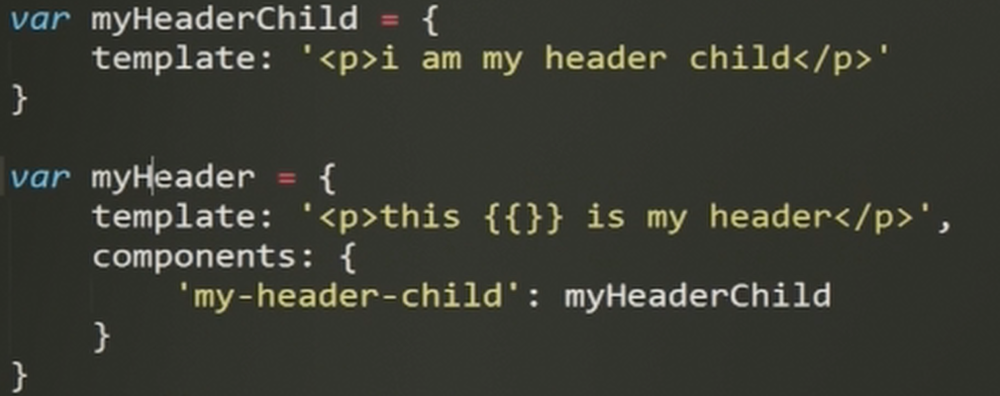 var myHeaderChild = {
    template: '<p>i am my header child</p>'
}
var myHeader = {
    template: '<p>this {{}} is my header</p>',
    components: {
        'my-header-child': myHeaderChild
    }
}